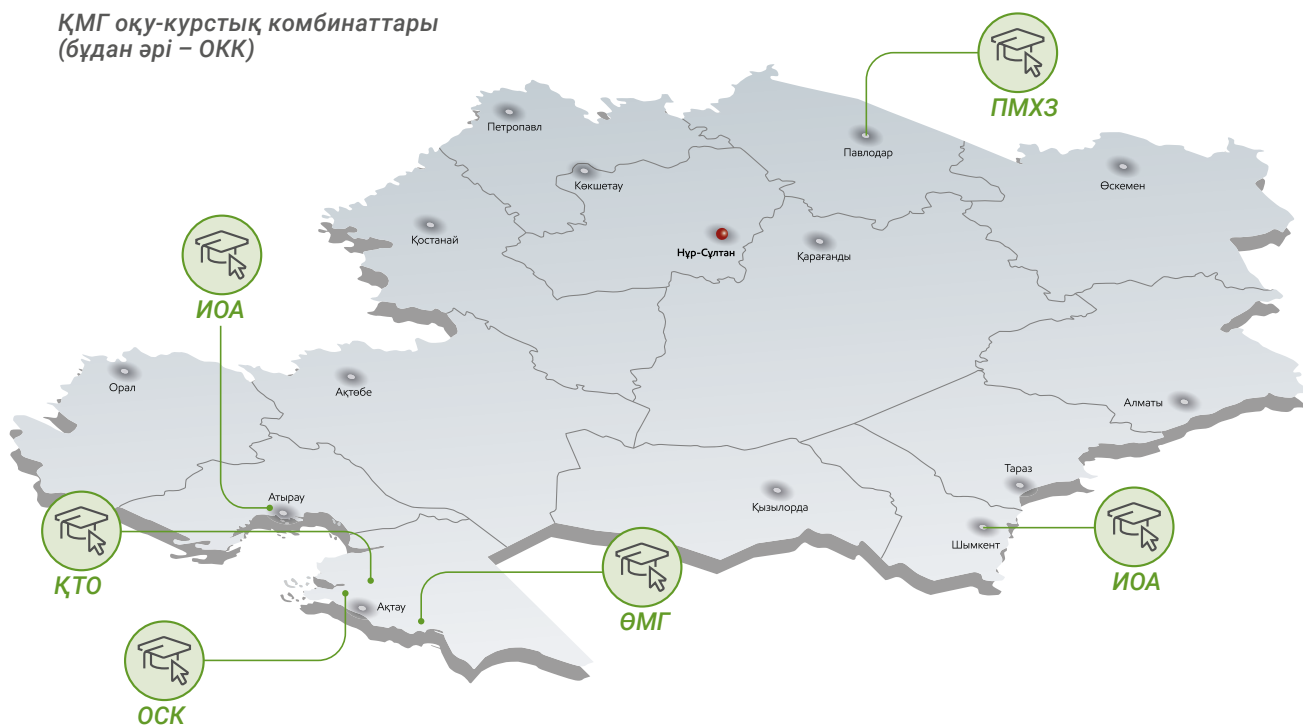 ҚМГ оқу-курстық комбинаттары
(бұдан әрі – ОКК)
ПМХЗ
Петропавл
Павлодар
Көкшетау
Өскемен
Қостанай
Нұр-Сұлтан
Қарағанды
ИОА
Орал
Ақтөбе
Алматы
Тараз
Атырау
Қызылорда
Шымкент
ИОА
ҚТО
Ақтау
ӨМГ
ОСК